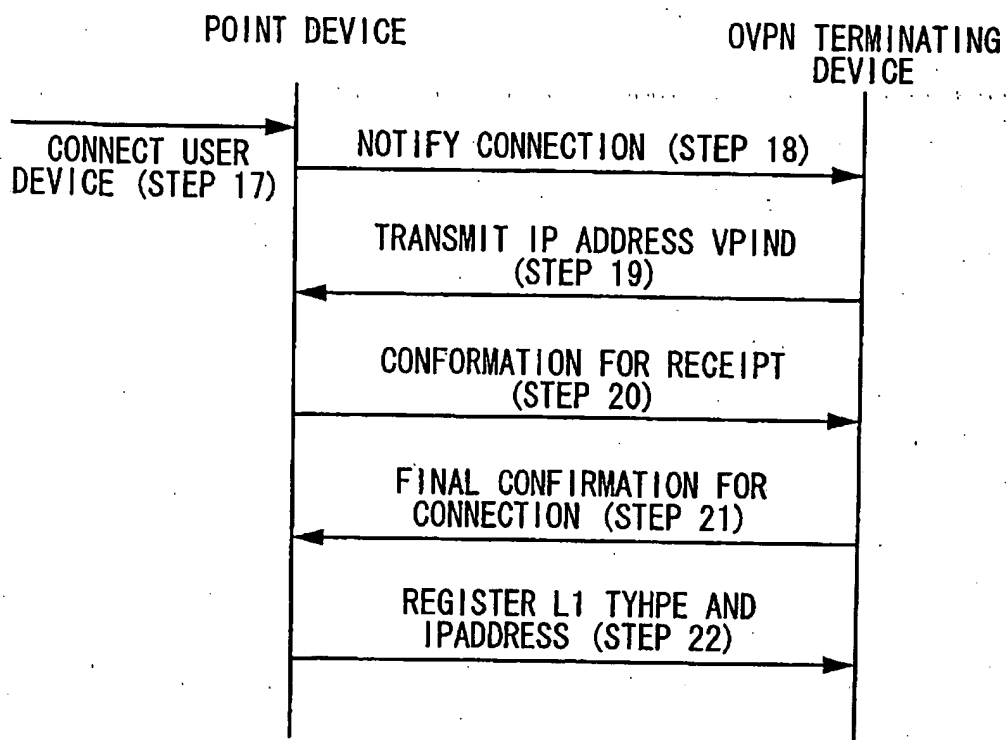 POINT DEVICE
OVPN TERMINATING
DEVICE
CONNECT USER
DEVICE (STEP 17)
NOTIFY CONNECTION (STEP 18)
TRANSMIT IP ADDRESS VPIND
(STEP 19)
CONFORMATION FOR RECEIPT
(STEP 20)
FINAL CONFIRMATION FOR
CONNECTION (STEP 21)
REGISTER L1 TYHPE AND
IPADDRESS (STEP 22)